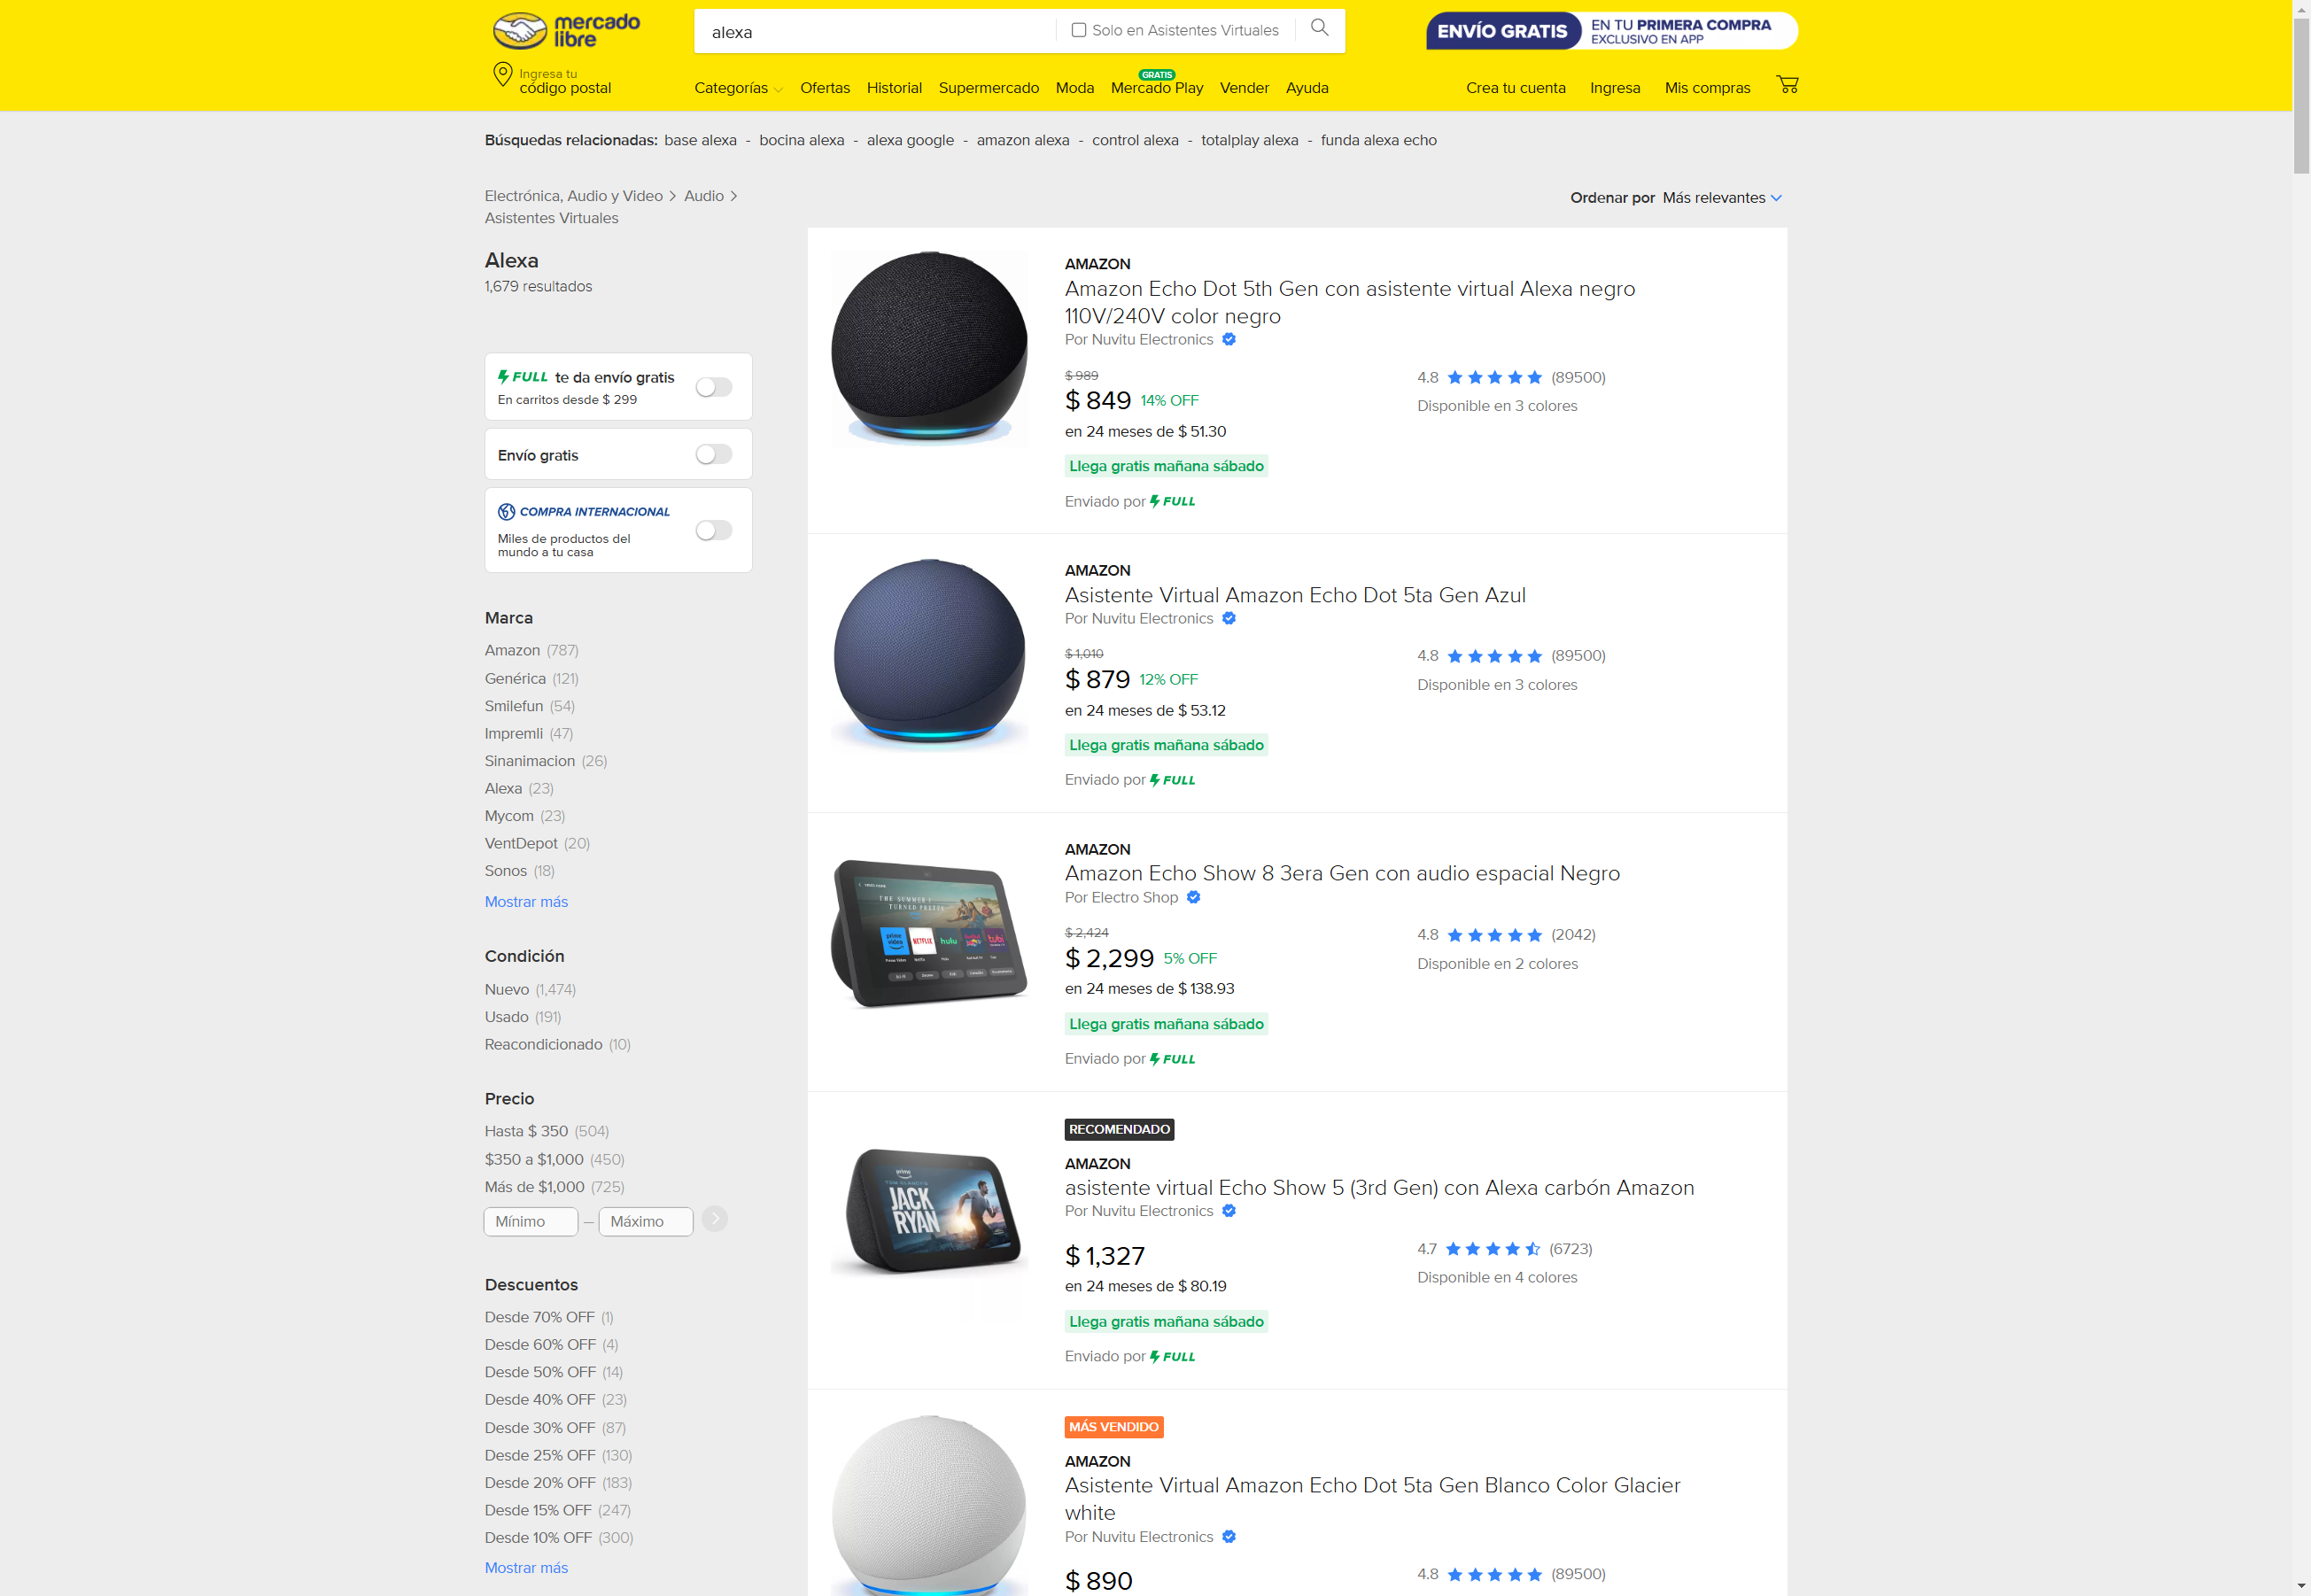 mercado
libre
alexa
Solo en Asistentes Virtuales
ENVÍO GRATIS
EN TU PRIMERA COMPRA
EXCLUSIVO EN APP
Ingresa tu
código postal
Categorías
Ofertas
Historial
Supermercado
Moda
GRATIS
Mercado Play
Vender
Ayuda
Crea tu cuenta
Ingresa
Mis compras
Búsquedas relacionadas: base alexa - bocina alexa - alexa google - amazon alexa - control alexa - totalplay alexa - funda alexa echo
Electrónica, Audio y Video > Audio >
Asistentes Virtuales
Ordenar por Más relevantes
Alexa
1,679 resultados
FULL te da envío gratis
En carritos desde $ 299
Envío gratis
COMPRA INTERNACIONAL
Miles de productos del
mundo a tu casa
Marca
Amazon (787)
Genérica (121)
Smilefun (54)
Impremli (47)
Sinanimacion (26)
Alexa (23)
Mycom (23)
VentDepot (20)
Sonos (18)
Mostrar más
Condición
Nuevo (1,474)
Usado (191)
Reacondicionado (10)
Precio
Hasta $ 350 (504)
$350 a $1,000 (450)
Más de $1,000 (725)
Mínimo — Máximo
Descuentos
Desde 70% OFF (1)
Desde 60% OFF (4)
Desde 50% OFF (14)
Desde 40% OFF (23)
Desde 30% OFF (87)
Desde 25% OFF (130)
Desde 20% OFF (183)
Desde 15% OFF (247)
Desde 10% OFF (300)
Mostrar más
AMAZON
Amazon Echo Dot 5th Gen con asistente virtual Alexa negro
110V/240V color negro
Por Nuvitu Electronics
$ 989
$ 849 14% OFF
en 24 meses de $ 51.30
Llega gratis mañana sábado
Enviado por FULL
4.8 (89500)
Disponible en 3 colores
AMAZON
Asistente Virtual Amazon Echo Dot 5ta Gen Azul
Por Nuvitu Electronics
$ 1,010
$ 879 12% OFF
en 24 meses de $ 53.12
Llega gratis mañana sábado
Enviado por FULL
4.8 (89500)
Disponible en 3 colores
THE SUMMER I
TURNED PRETTY
prime video
NETFLIX
hulu
tubi
AMAZON
Amazon Echo Show 8 3era Gen con audio espacial Negro
Por Electro Shop
$ 2,424
$ 2,299 5% OFF
en 24 meses de $ 138.93
Llega gratis mañana sábado
Enviado por FULL
4.8 (2042)
Disponible en 2 colores
prime
JACK
RYAN
RECOMENDADO
AMAZON
asistente virtual Echo Show 5 (3rd Gen) con Alexa carbón Amazon
Por Nuvitu Electronics
$ 1,327
en 24 meses de $ 80.19
Llega gratis mañana sábado
Enviado por FULL
4.7 (6723)
Disponible en 4 colores
MÁS VENDIDO
AMAZON
Asistente Virtual Amazon Echo Dot 5ta Gen Blanco Color Glacier
white
Por Nuvitu Electronics
$ 890
4.8 (89500)